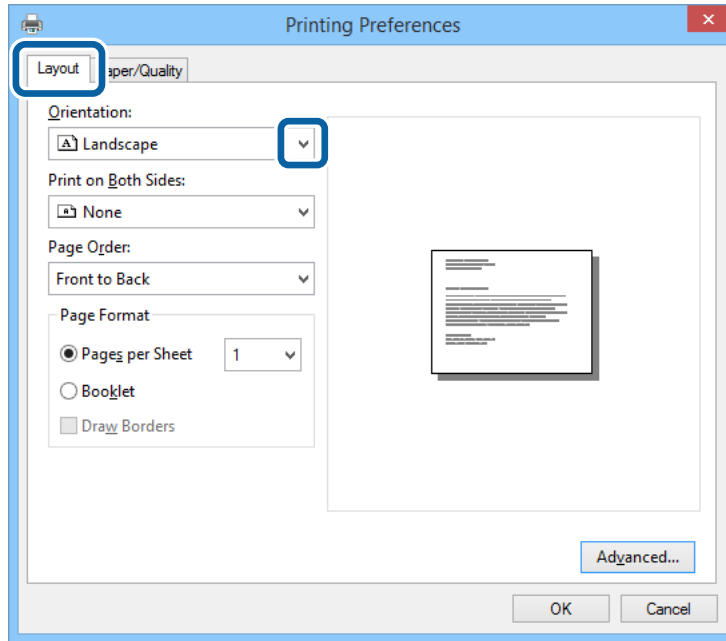 Printing Preferences
Layout
aper/Quality
Orientation:
Landscape
Print on Both Sides:
None
Page Order:
Front to Back
Page Format
Pages per Sheet 1
Booklet
Draw Borders
Advanced...
OK Cancel